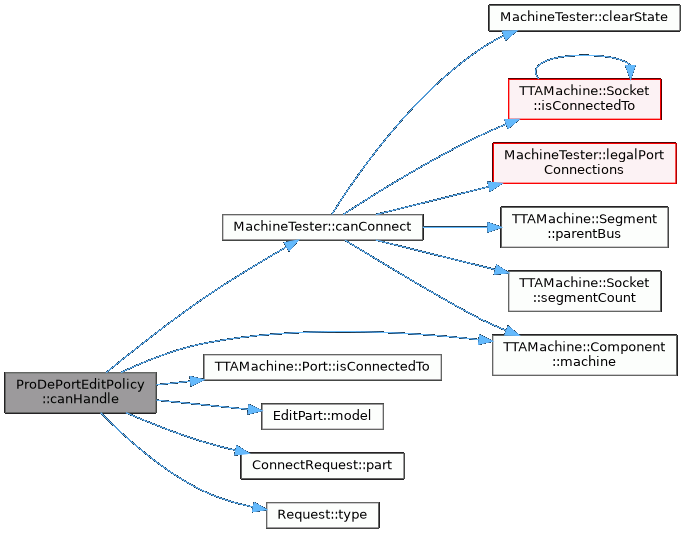 MachineTester::clearState
TTAMachine::Socket
::isConnectedTo
MachineTester::legalPort
Connections
MachineTester::canConnect
TTAMachine::Segment
::parentBus
TTAMachine::Socket
::segmentCount
TTAMachine::Component
::machine
ProDePortEditPolicy
::canHandle
TTAMachine::Port::isConnectedTo
EditPart::model
ConnectRequest::part
Request::type